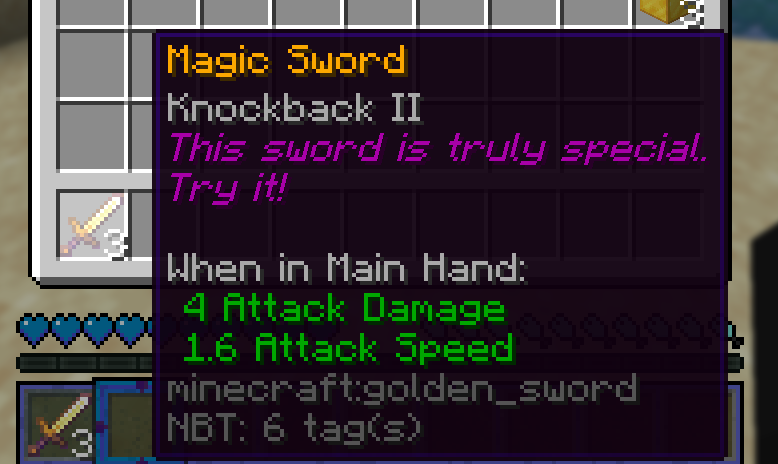 3
Magic Sword
Knockback II
This sword is truly special.
Try it!
3
When in Main Hand:
4 Attack Damage
1.6 Attack Speed
minecraft:golden_sword
NBT: 6 tag(s)
3